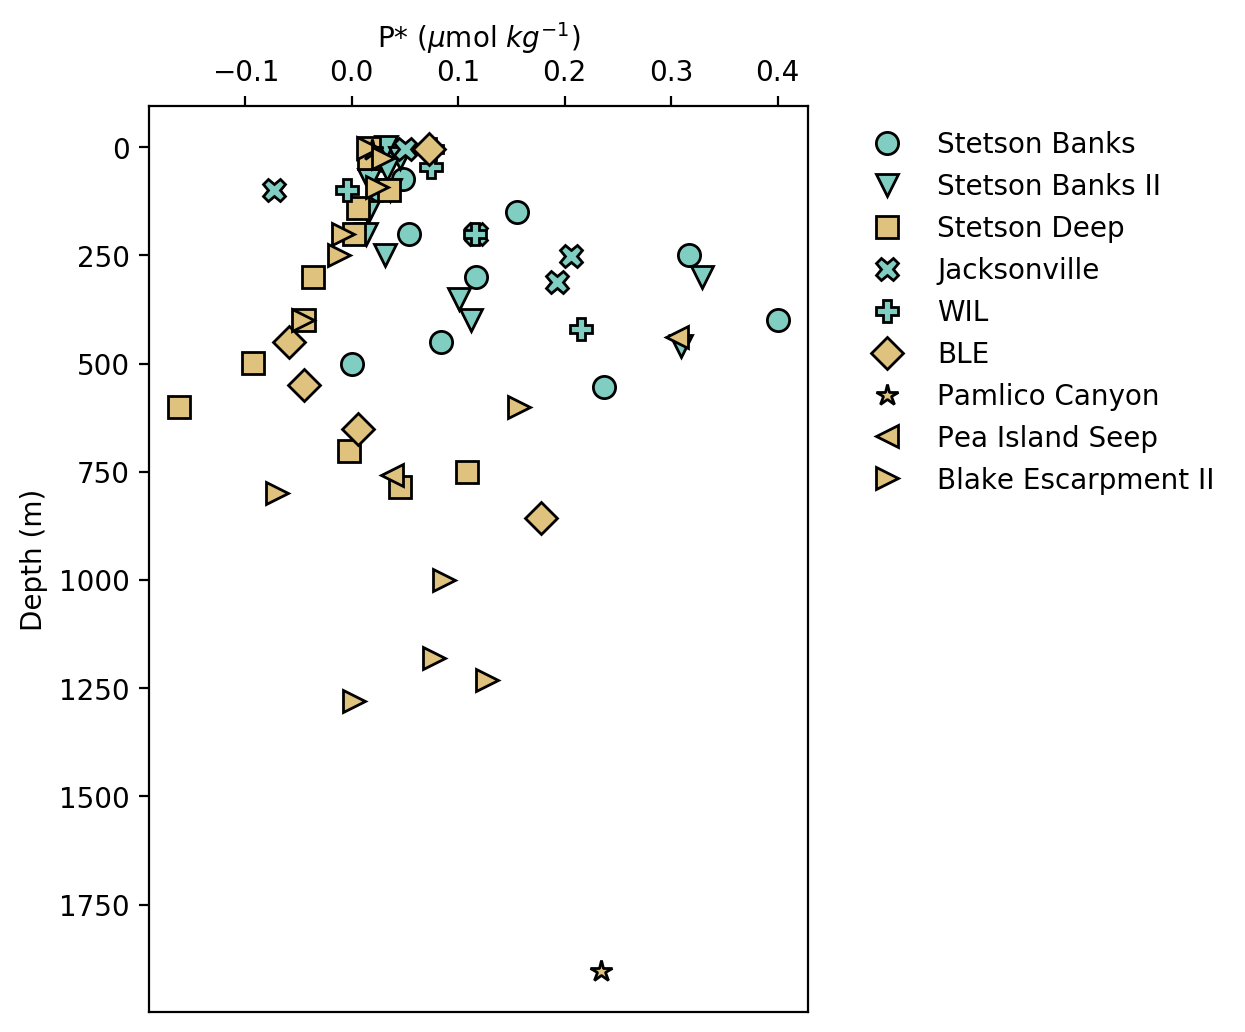 P* (μmol kg⁻¹)
−0.1 0.0 0.1 0.2 0.3 0.4
0
250
500
750
1000
1250
1500
1750
Depth (m)
Stetson Banks
Stetson Banks II
Stetson Deep
Jacksonville
WIL
BLE
Pamlico Canyon
Pea Island Seep
Blake Escarpment II